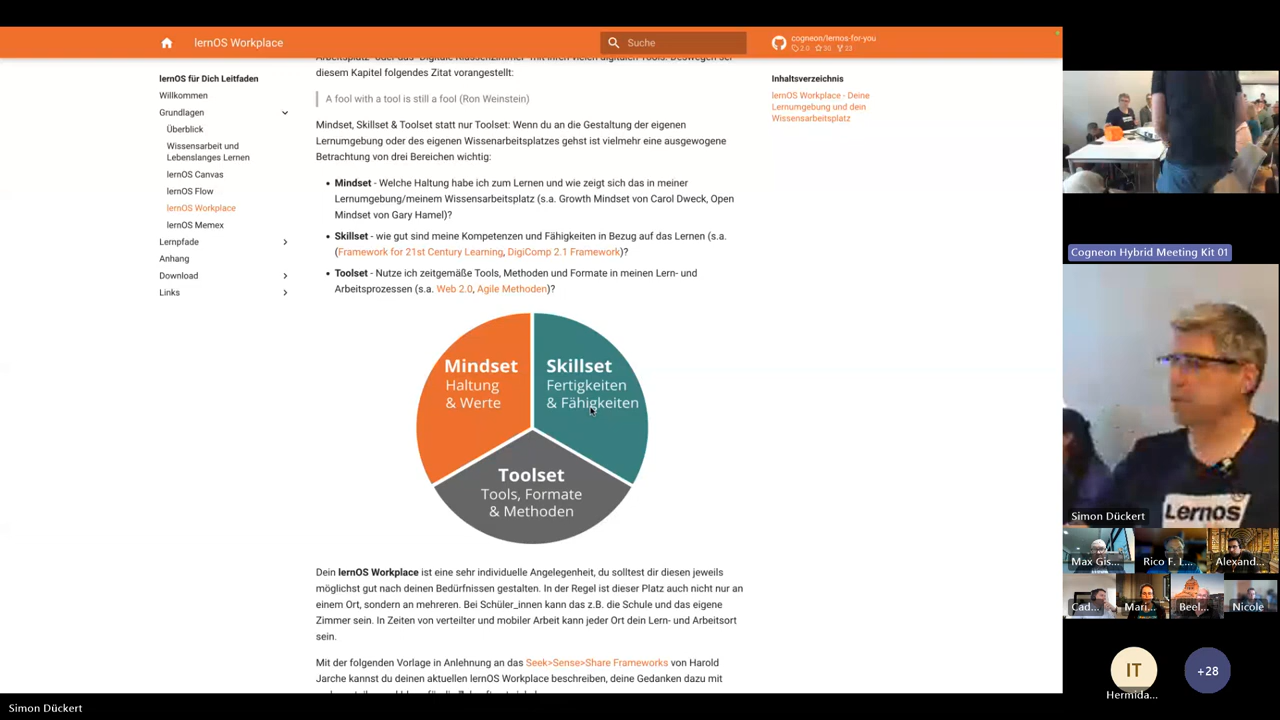 lernOS Workplace
Suche
cogneon/lernos-for-you
2.0 36 23
lernOS für Dich Leitfaden
Willkommen
Grundlagen
Überblick
Wissensarbeit und
Lebenslanges Lernen
lernOS Canvas
lernOS Flow
lernOS Workplace
lernOS Memex
Lernpfade
Anhang
Download
Links
diesem Kapitel folgendes Zitat vorangestellt:
A fool with a tool is still a fool (Ron Weinstein)
Mindset, Skillset & Toolset statt nur Toolset: Wenn du an die Gestaltung der eigenen
Lernumgebung oder des eigenen Wissenarbeitsplatzes gehst ist vielmehr eine ausgewogene
Betrachtung von drei Bereichen wichtig:
• Mindset - Welche Haltung habe ich zum Lernen und wie zeigt sich das in meiner
Lernumgebung/meinem Wissensarbeitsplatz (s.a. Growth Mindset von Carol Dweck, Open
Mindset von Gary Hamel)?
• Skillset - wie gut sind meine Kompetenzen und Fähigkeiten in Bezug auf das Lernen (s.a.
(Framework for 21st Century Learning, DigiComp 2.1 Framework)?
• Toolset - Nutze ich zeitgemäße Tools, Methoden und Formate in meinen Lern- und
Arbeitsprozessen (s.a. Web 2.0, Agile Methoden)?
Mindset
Haltung
& Werte
Skillset
Fertigkeiten
& Fähigkeiten
Toolset
Tools, Formate
& Methoden
Dein lernOS Workplace ist eine sehr individuelle Angelegenheit, du solltest dir diesen jeweils
möglichst gut nach deinen Bedürfnissen gestalten. In der Regel ist dieser Platz auch nicht nur an
einem Ort, sondern an mehreren. Bei Schüler_innen kann das z.B. die Schule und das eigene
Zimmer sein. In Zeiten von verteilter und mobiler Arbeit kann jeder Ort dein Lern- und Arbeitsort
sein.
Mit der folgenden Vorlage in Anlehnung an das Seek>Sense>Share Frameworks von Harold
Jarche kannst du deinen aktuellen lernOS Workplace beschreiben, deine Gedanken dazu mit
Inhaltsverzeichnis
lernOS Workplace - Deine
Lernumgebung und dein
Wissensarbeitsplatz
Cogneon Hybrid Meeting Kit 01
Lernos
Simon Dückert
Max Gis...
Rico F. L...
Alexand...
Cad...
Mari...
Beel...
Nicole
IT
Hermida...
+28
Simon Dückert